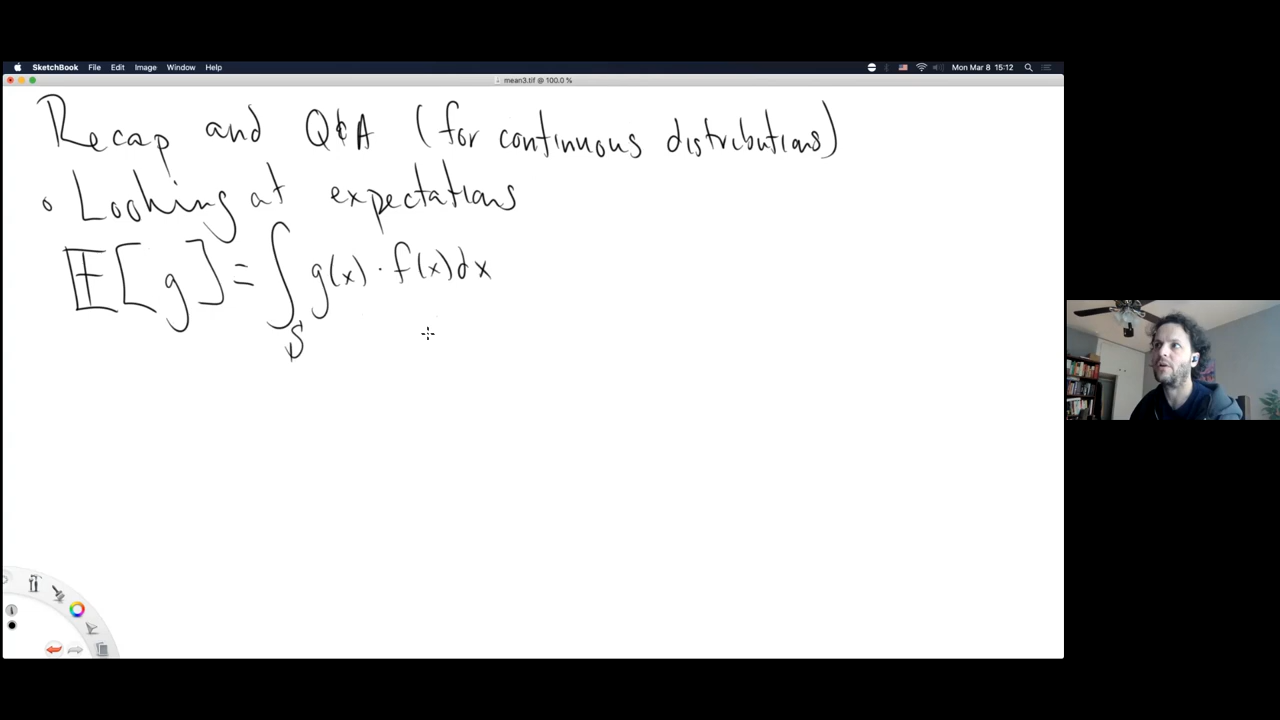 SketchBook File Edit Image Window Help Mon Mar 8 15:12
mean3.tif @ 100.0 %
Recap and Q&A (for continuous distributions)
• Looking at expectations
𝔼[g] = ∫_S g(x) · f(x)dx